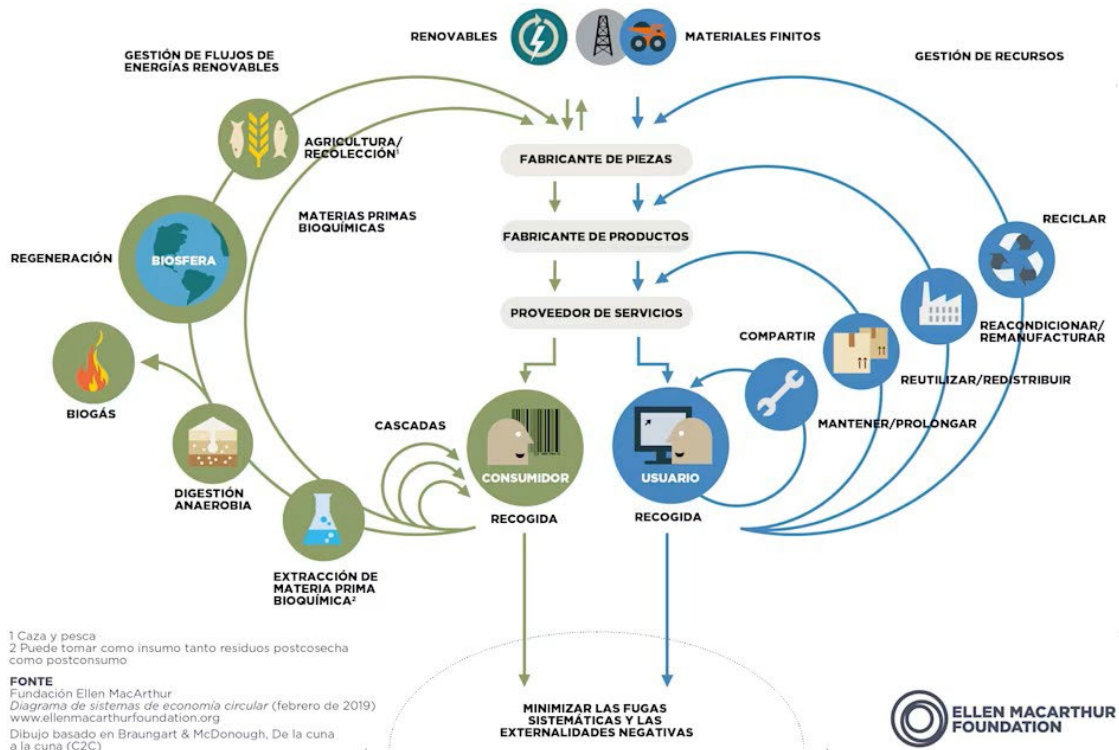 RENOVABLES
MATERIALES FINITOS
GESTIÓN DE FLUJOS DE
ENERGÍAS RENOVABLES
GESTIÓN DE RECURSOS
AGRICULTURA/
RECOLECCIÓN¹
FABRICANTE DE PIEZAS
MATERIAS PRIMAS
BIOQUÍMICAS
RECICLAR
FABRICANTE DE PRODUCTOS
REGENERACIÓN
BIOSFERA
PROVEEDOR DE SERVICIOS
COMPARTIR
REACONDICIONAR/
REMANUFACTURAR
REUTILIZAR/REDISTRIBUIR
BIOGÁS
CASCADAS
MANTENER/PROLONGAR
CONSUMIDOR
USUARIO
DIGESTIÓN
ANAEROBIA
RECOGIDA
RECOGIDA
EXTRACCIÓN DE
MATERIA PRIMA
BIOQUÍMICA²
1 Caza y pesca
2 Puede tomar como insumo tanto residuos postcosecha
como postconsumo
FONTE
Fundación Ellen MacArthur
Diagrama de sistemas de economía circular (febrero de 2019)
www.ellenmacarthurfoundation.org
Dibujo basado en Braungart & McDonough, De la cuna
a la cuna (C2C)
MINIMIZAR LAS FUGAS
SISTEMÁTICAS Y LAS
EXTERNALIDADES NEGATIVAS
ELLEN MACARTHUR
FOUNDATION